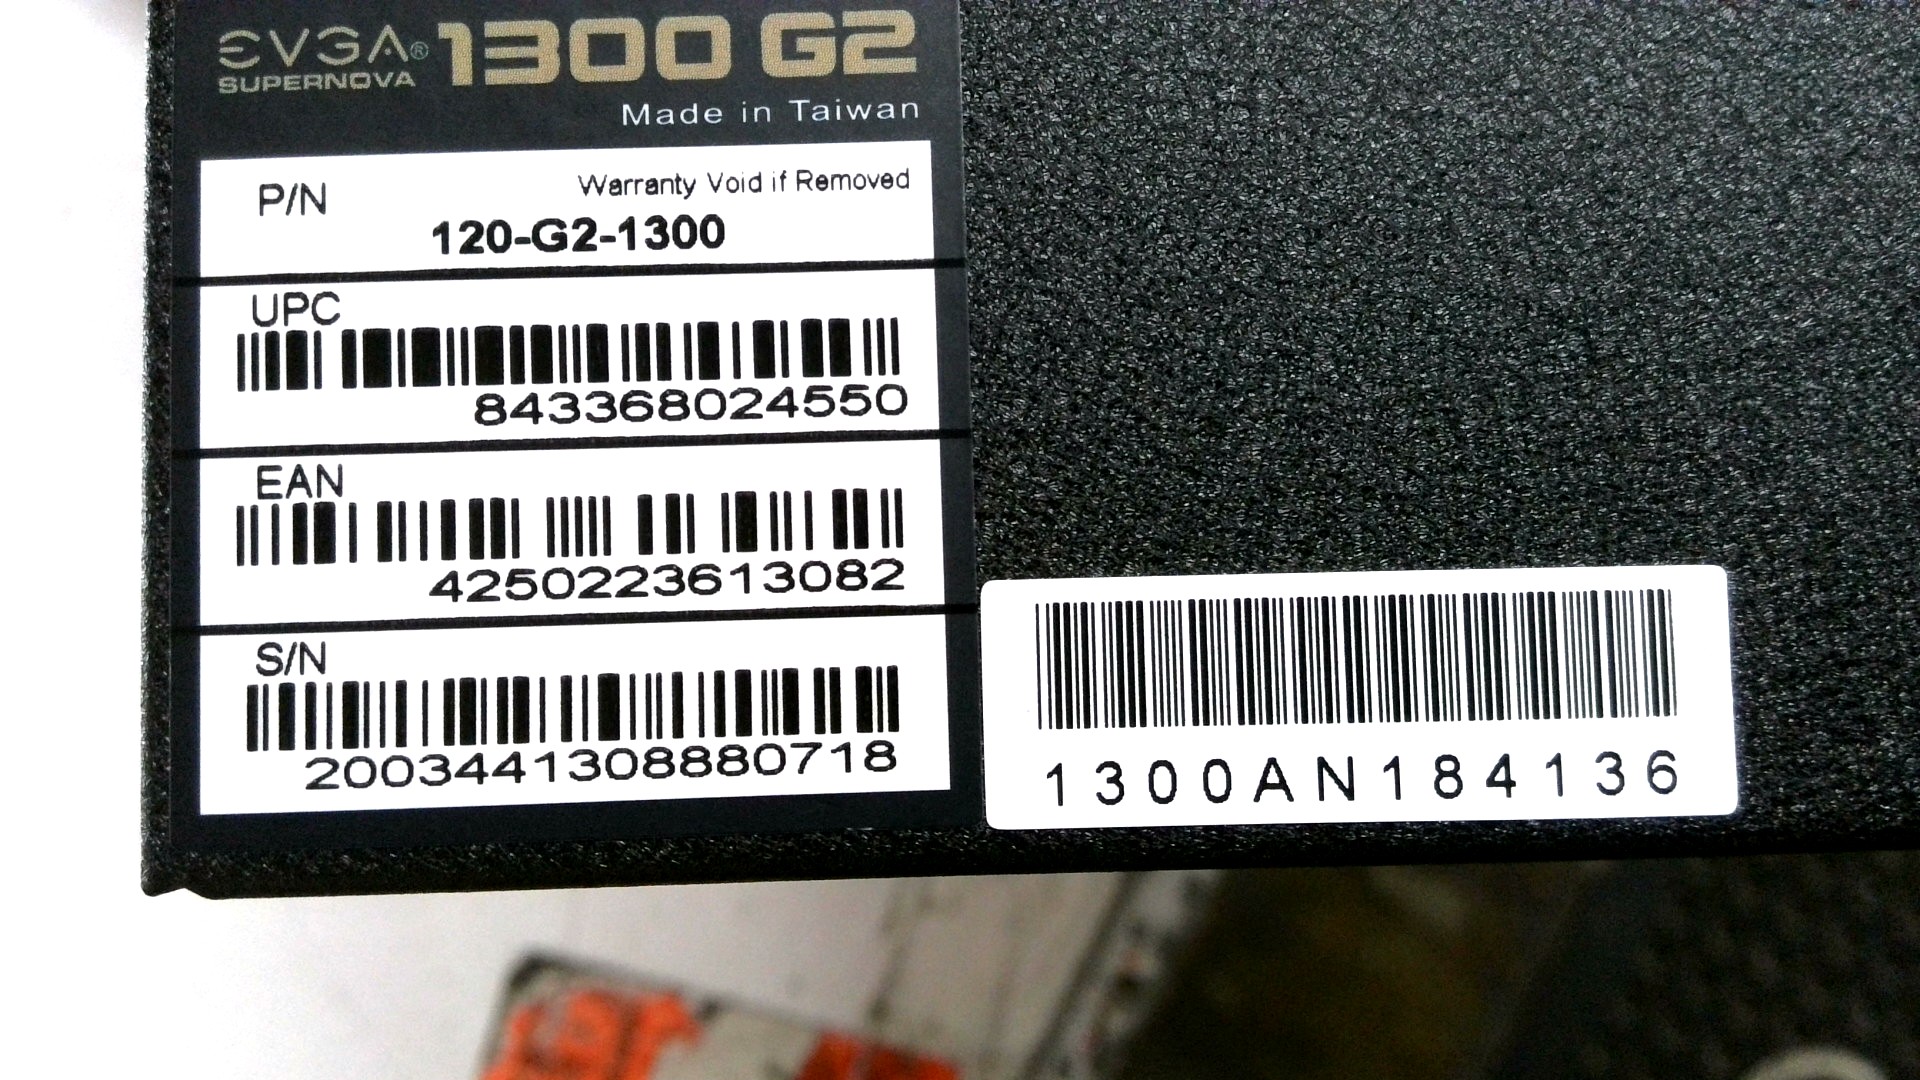 EVGA® SUPERNOVA 1300 G2
Made in Taiwan
P/N
Warranty Void if Removed
120-G2-1300
UPC
843368024550
EAN
4250223613082
S/N
2003441308880718
1300AN184136